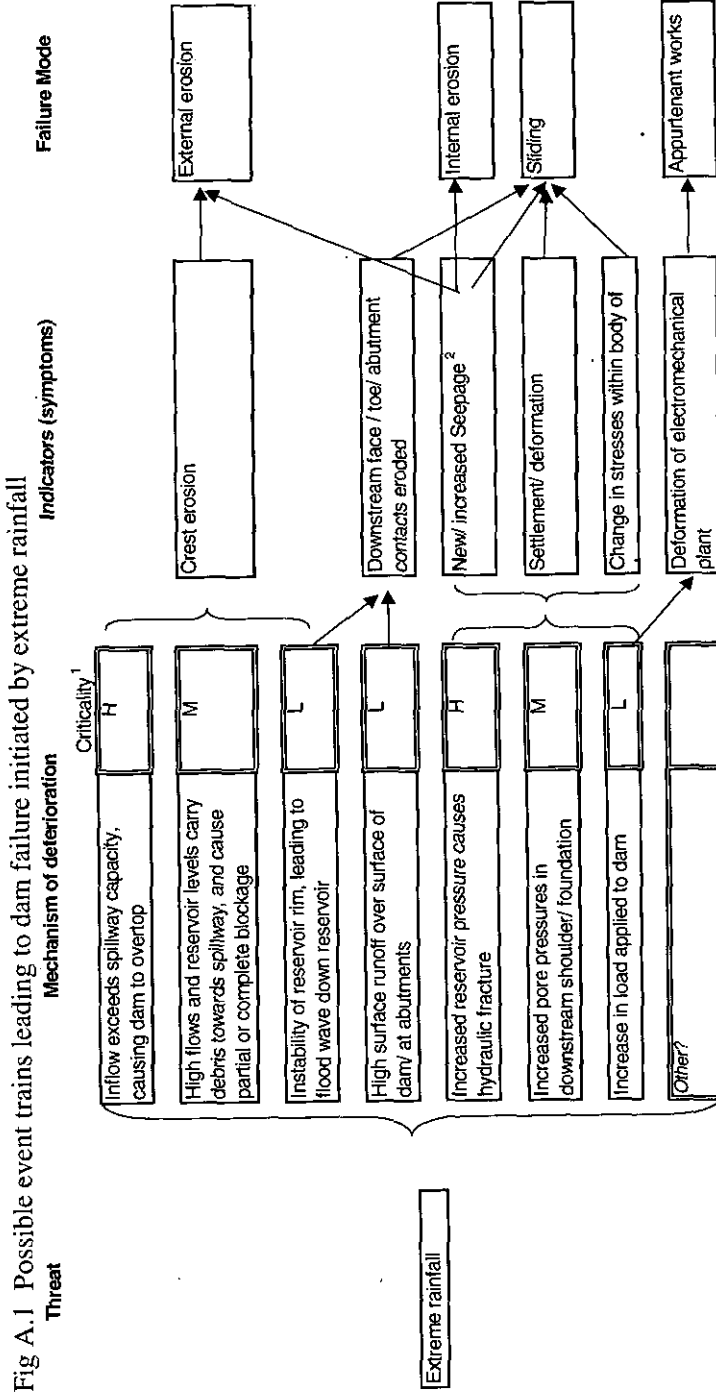 Fig A.1 Possible event trains leading to dam failure initiated by extreme rainfall
Threat
Mechanism of deterioration
Indicators (symptoms)
Failure Mode
Criticality 1
Extreme rainfall
Inflow exceeds spillway capacity,
causing dam to overtop
H
High flows and reservoir levels carry
debris towards spillway, and cause
partial or complete blockage
M
Instability of reservoir rim, leading to
flood wave down reservoir
L
High surface runoff over surface of
dam/ at abutments
L
Increased reservoir pressure causes
hydraulic fracture
H
Increased pore pressures in
downstream shoulder/ foundation
M
Increase in load applied to dam
L
Other?
Crest erosion
Downstream face / toe/ abutment
contacts eroded
New/ increased Seepage 2
Settlement/ deformation
Change in stresses within body of
Deformation of electromechanical
plant
External erosion
Internal erosion
Sliding
Appurtenant works